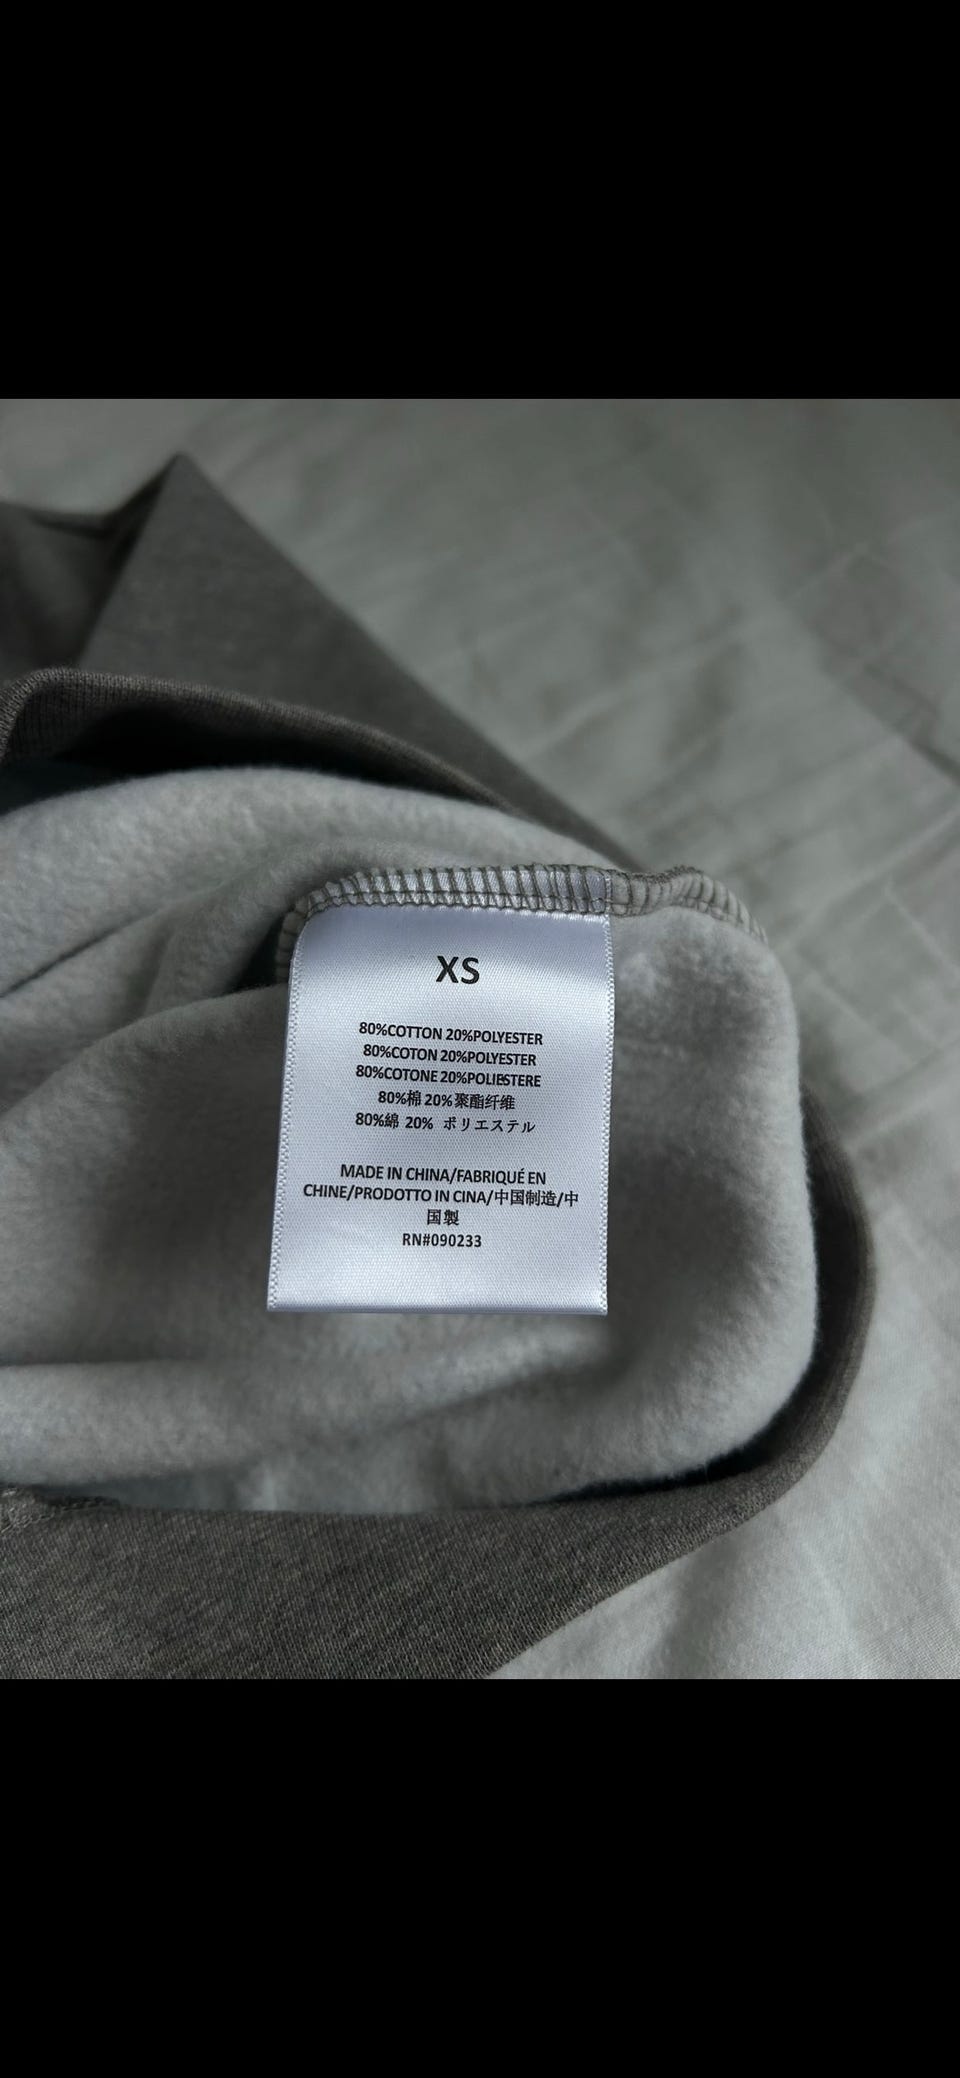 XS
80%COTTON 20%POLYESTER
80%COTON 20%POLYESTER
80%COTONE 20%POLIESTERE
80%棉 20%聚酯纤维
80%綿 20% ポリエステル
MADE IN CHINA/FABRIQUÉ EN
CHINE/PRODOTTO IN CINA/中国制造/中
国製
RN#090233